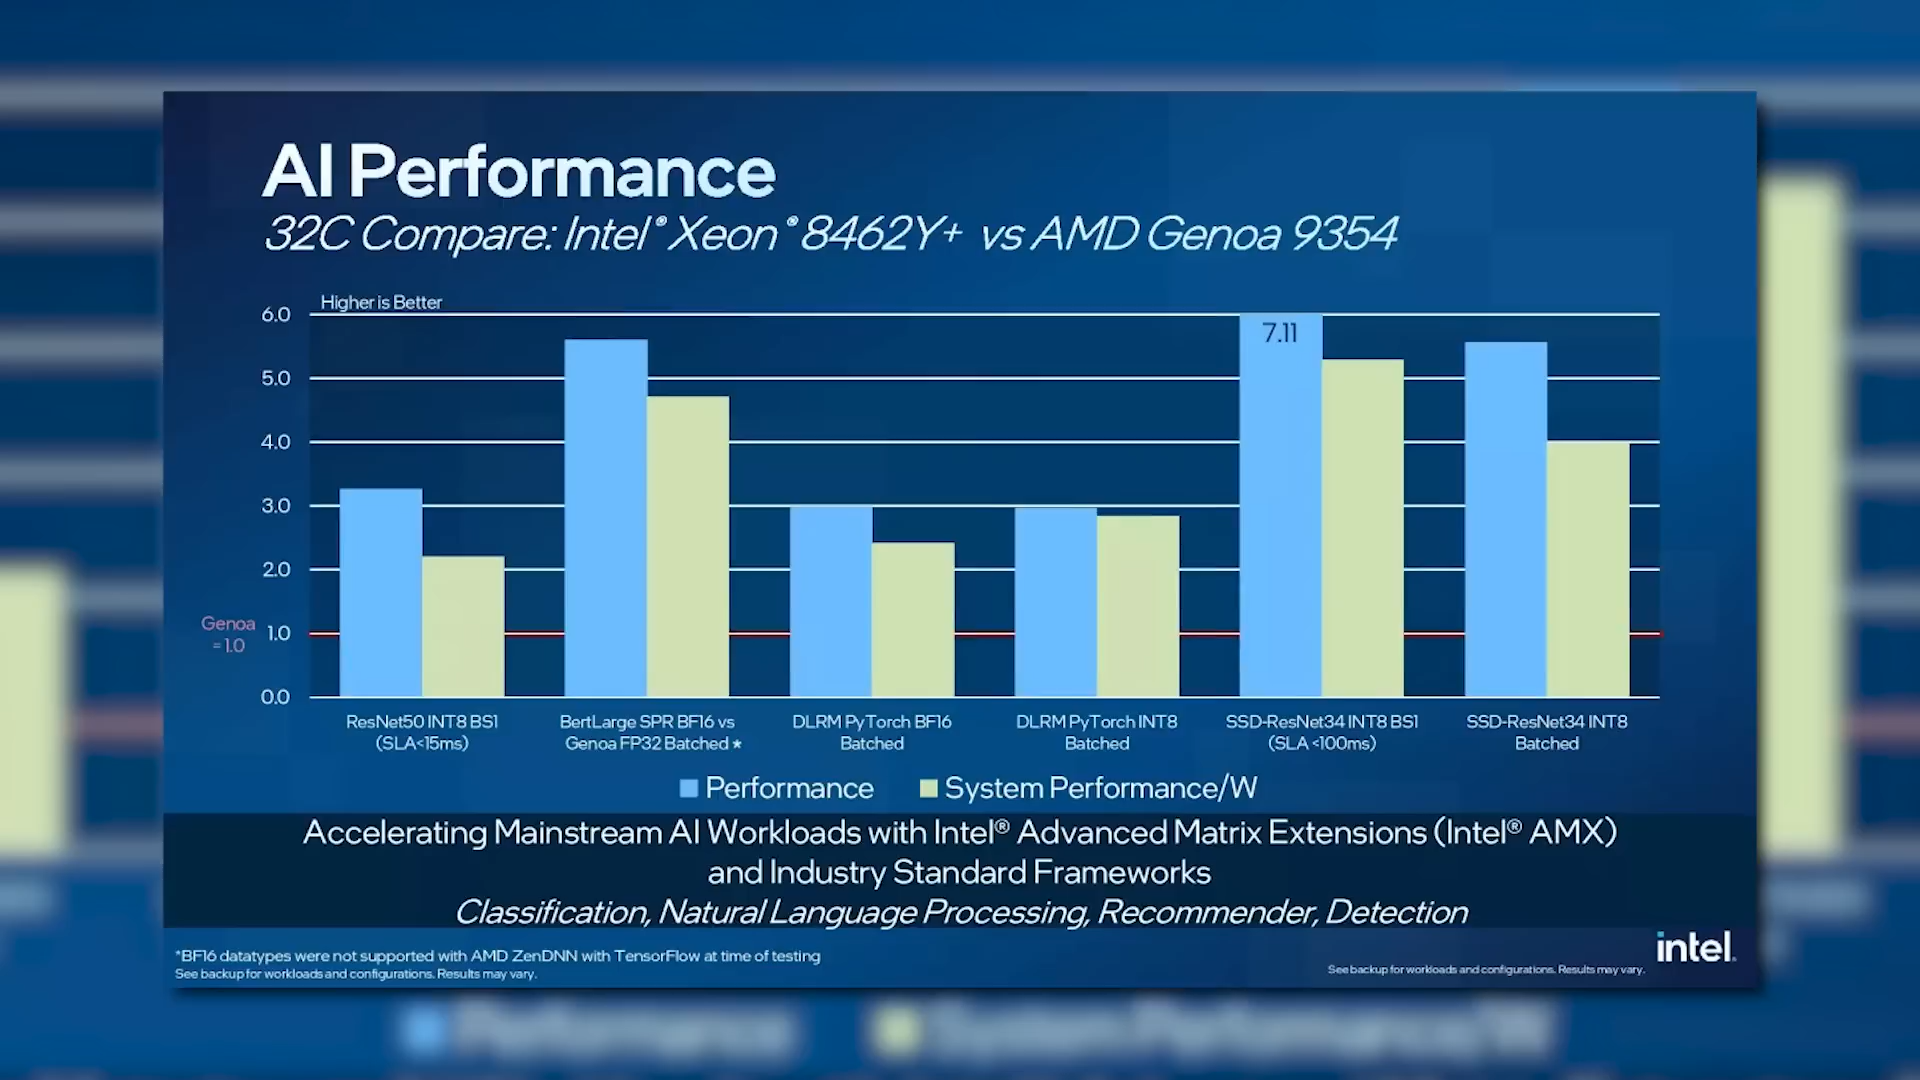 AI Performance
32C Compare: Intel® Xeon® 8462Y+ vs AMD Genoa 9354
Higher is Better
6.0
5.0
4.0
3.0
2.0
1.0
0.0
Genoa
= 1.0
7.11
ResNet50 INT8 BS1
(SLA<15ms)
BertLarge SPR BF16 vs
Genoa FP32 Batched *
DLRM PyTorch BF16
Batched
DLRM PyTorch INT8
Batched
SSD-ResNet34 INT8 BS1
(SLA <100ms)
SSD-ResNet34 INT8
Batched
Performance
System Performance/W
Accelerating Mainstream AI Workloads with Intel® Advanced Matrix Extensions (Intel® AMX)
and Industry Standard Frameworks
Classification, Natural Language Processing, Recommender, Detection
*BF16 datatypes were not supported with AMD ZenDNN with TensorFlow at time of testing
See backup for workloads and configurations. Results may vary.
See backup for workloads and configurations. Results may vary.
intel.
Performance
System Performance/W